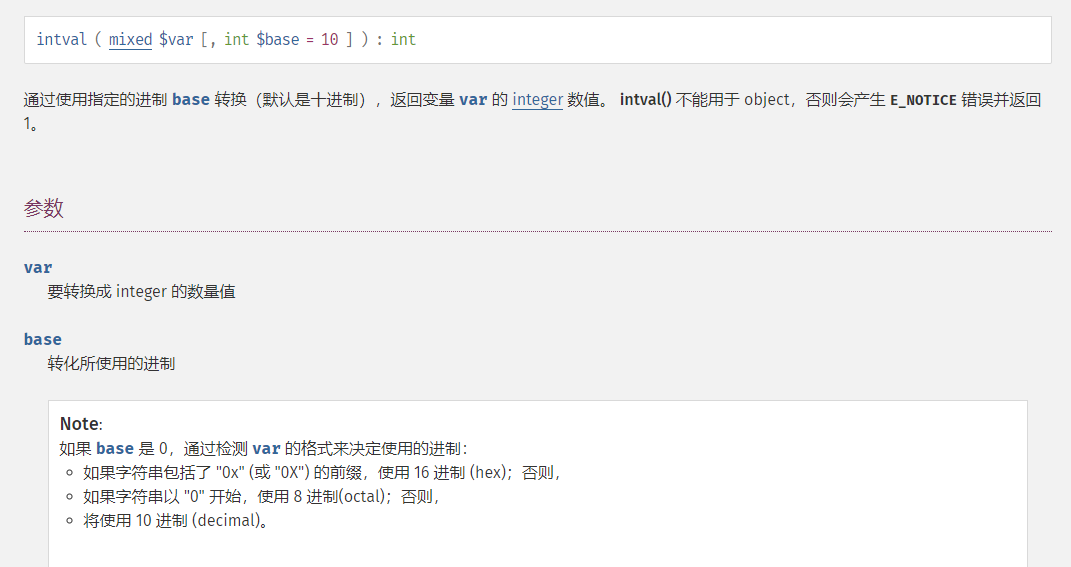 intval ( mixed $var [, int $base = 10 ] ) : int
通过使用指定的进制 base 转换（默认是十进制），返回变量 var 的 integer 数值。 intval() 不能用于 object，否则会产生 E_NOTICE 错误并返回
1。
参数
var
要转换成 integer 的数量值
base
转化所使用的进制
Note:
如果 base 是 0，通过检测 var 的格式来决定使用的进制：
○ 如果字符串包括了 "0x" (或 "0X") 的前缀，使用 16 进制 (hex)；否则，
○ 如果字符串以 "0" 开始，使用 8 进制(octal)；否则，
○ 将使用 10 进制 (decimal)。